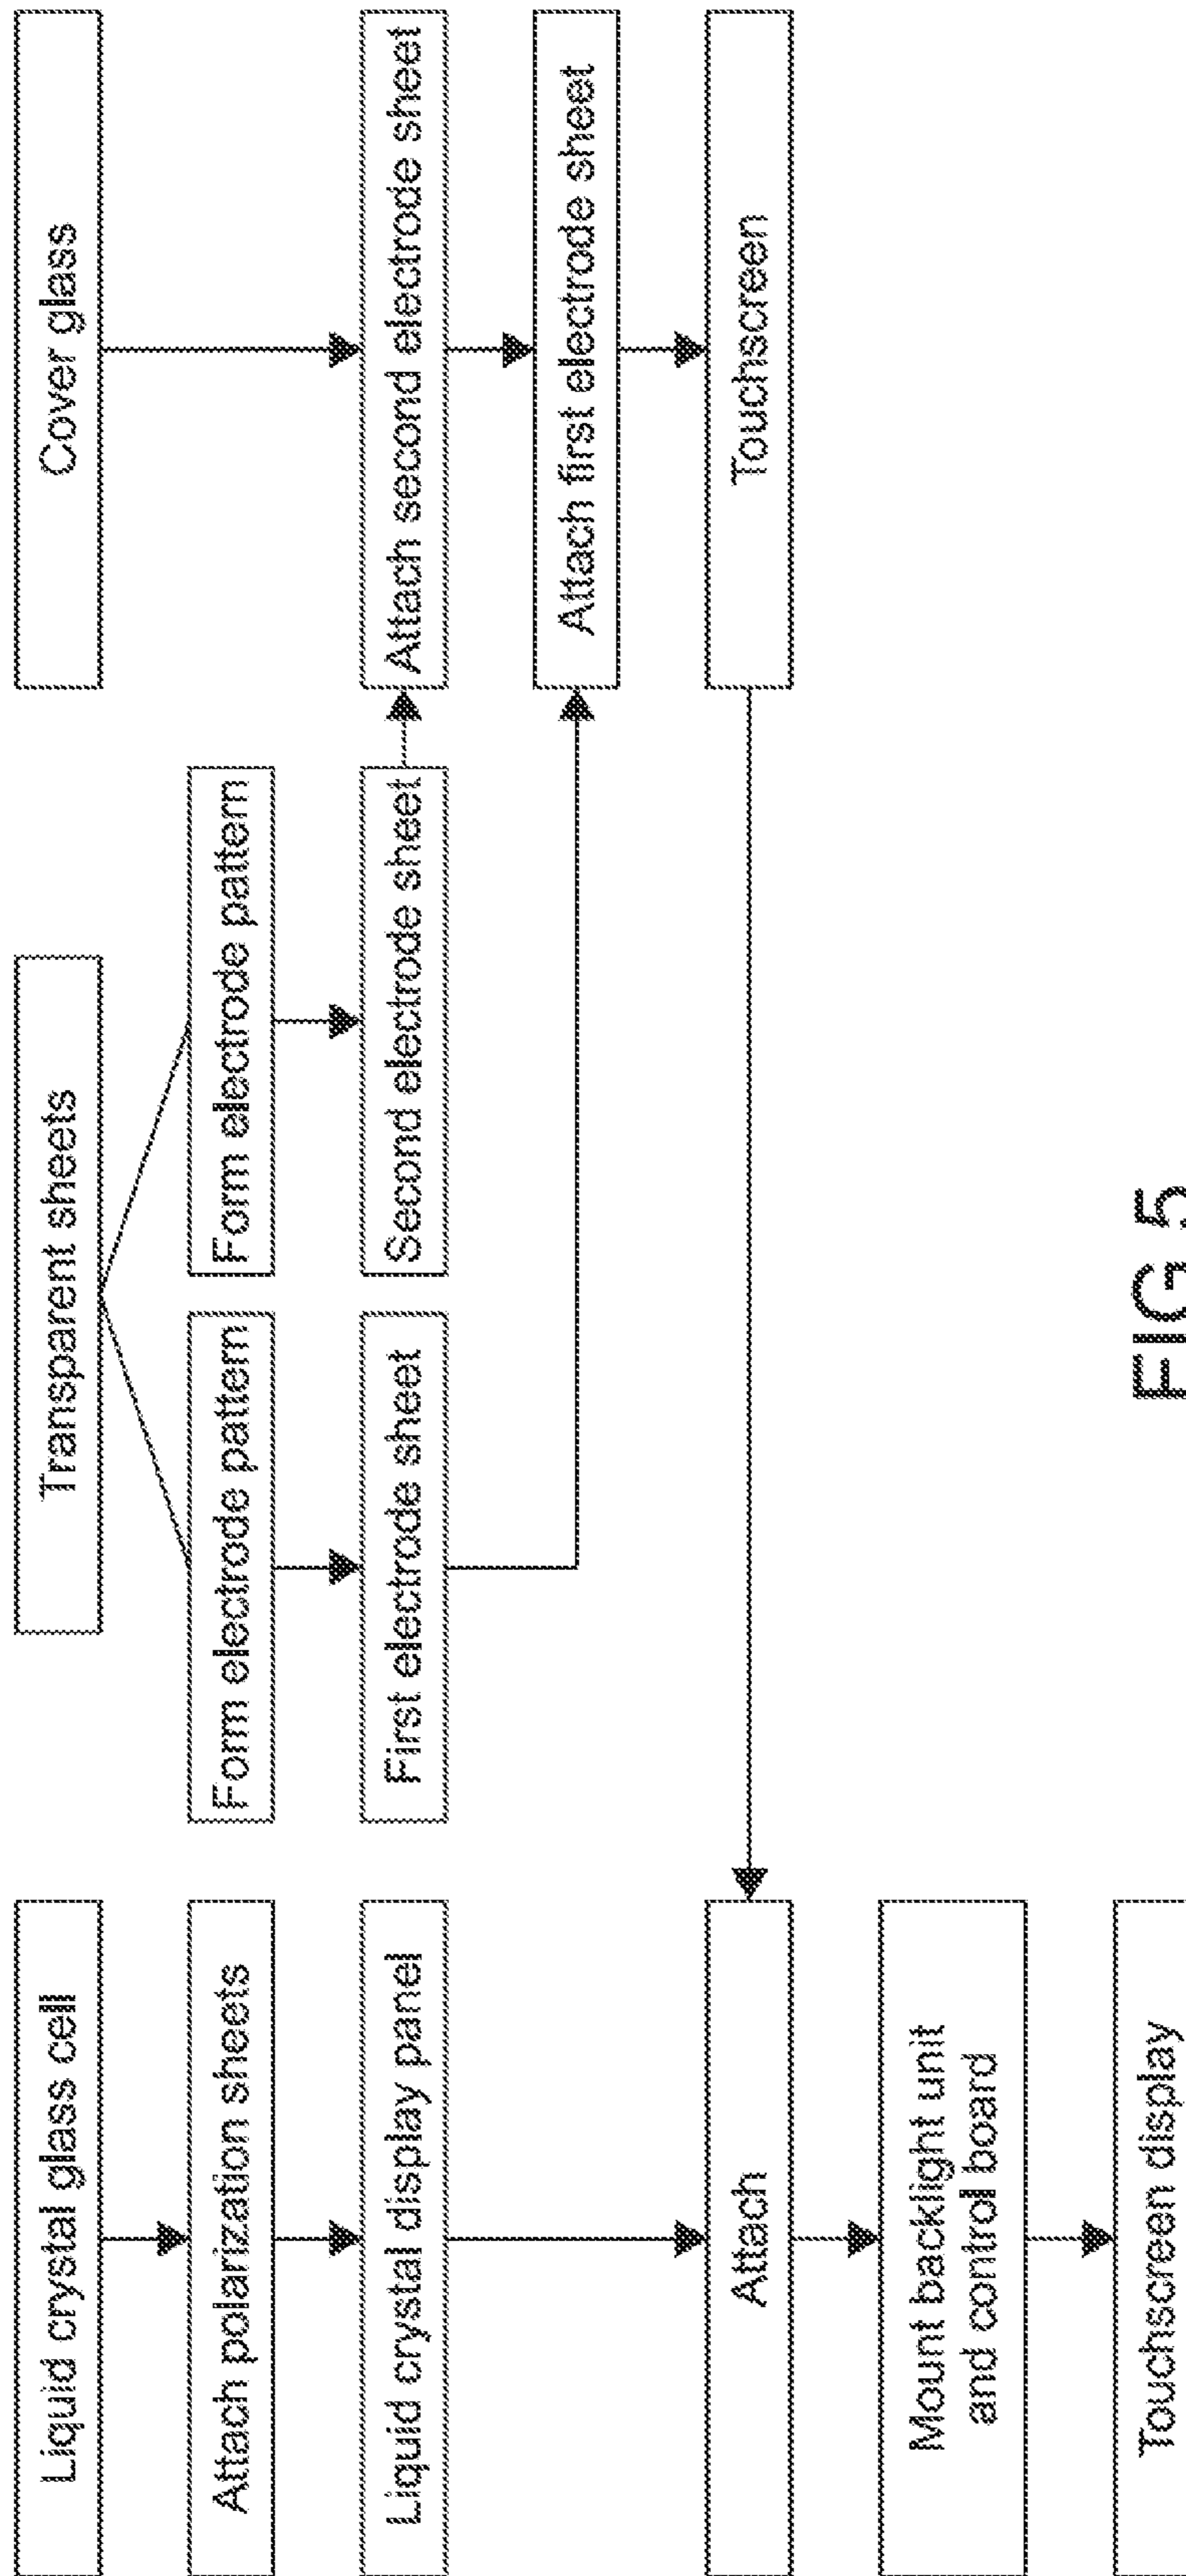 Liquid crystal glass cell
Attach polarization sheets
Liquid crystal display panel
Attach
Mount backlight unit
and control board
Touchscreen display
Transparent sheets
Form electrode pattern
First electrode sheet
Form electrode pattern
Second electrode sheet
Cover glass
Attach second electrode sheet
Attach first electrode sheet
Touchscreen
FIG 5